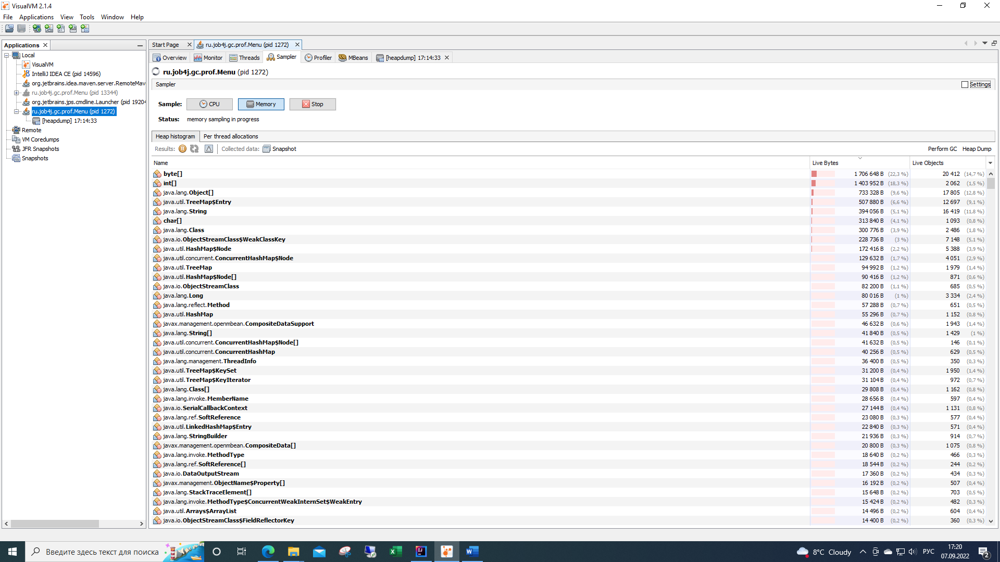 VisualVM 2.1.4
File Applications View Tools Window Help
Applications
Local
VisualVM
IntelliJ IDEA CE (pid 14596)
org.jetbrains.idea.maven.server.RemoteMav
ru.job4j.gc.prof.Menu (pid 13344)
org.jetbrains.jps.cmdline.Launcher (pid 19204
ru.job4j.gc.prof.Menu (pid 1272)
[heapdump] 17:14:33
Remote
VM Coredumps
JFR Snapshots
Snapshots
Start Page ru.job4j.gc.prof.Menu (pid 1272)
Overview Monitor Threads Sampler Profiler MBeans [heapdump] 17:14:33
ru.job4j.gc.prof.Menu (pid 1272)
Sampler Settings
Sample: CPU Memory Stop
Status: memory sampling in progress
Heap histogram Per thread allocations
Results: Collected data: Snapshot Perform GC Heap Dump
Name Live Bytes Live Objects
byte[] 1 706 648 B (22,3 %) 20 412 (14,7 %)
int[] 1 403 952 B (18,3 %) 2 062 (1,5 %)
java.lang.Object[] 733 328 B (9,6 %) 17 805 (12,8 %)
java.util.TreeMap$Entry 507 880 B (6,6 %) 12 697 (9,1 %)
java.lang.String 394 056 B (5,1 %) 16 419 (11,8 %)
char[] 313 840 B (4,1 %) 1 093 (0,8 %)
java.lang.Class 300 776 B (3,9 %) 2 486 (1,8 %)
java.io.ObjectStreamClass$WeakClassKey 228 736 B (3 %) 7 148 (5,1 %)
java.util.HashMap$Node 172 416 B (2,2 %) 5 388 (3,9 %)
java.util.concurrent.ConcurrentHashMap$Node 129 632 B (1,7 %) 4 051 (2,9 %)
java.util.TreeMap 94 992 B (1,2 %) 1 979 (1,4 %)
java.util.HashMap$Node[] 90 416 B (1,2 %) 871 (0,6 %)
java.io.ObjectStreamClass 82 200 B (1,1 %) 685 (0,5 %)
java.lang.Long 80 016 B (1 %) 3 334 (2,4 %)
java.lang.reflect.Method 57 288 B (0,7 %) 651 (0,5 %)
java.util.HashMap 55 296 B (0,7 %) 1 152 (0,8 %)
javax.management.openmbean.CompositeDataSupport 46 632 B (0,6 %) 1 943 (1,4 %)
java.lang.String[] 41 840 B (0,5 %) 1 429 (1 %)
java.util.concurrent.ConcurrentHashMap$Node[] 41 632 B (0,5 %) 146 (0,1 %)
java.util.concurrent.ConcurrentHashMap 40 256 B (0,5 %) 629 (0,5 %)
java.lang.management.ThreadInfo 36 400 B (0,5 %) 350 (0,3 %)
java.util.TreeMap$KeySet 31 200 B (0,4 %) 1 950 (1,4 %)
java.util.TreeMap$KeyIterator 31 104 B (0,4 %) 972 (0,7 %)
java.lang.Class[] 29 808 B (0,4 %) 1 162 (0,8 %)
java.lang.invoke.MemberName 28 656 B (0,4 %) 597 (0,4 %)
java.io.SerialCallbackContext 27 144 B (0,4 %) 1 131 (0,8 %)
java.lang.ref.SoftReference 23 080 B (0,3 %) 577 (0,4 %)
java.util.LinkedHashMap$Entry 22 840 B (0,3 %) 571 (0,4 %)
java.lang.StringBuilder 21 936 B (0,3 %) 914 (0,7 %)
javax.management.openmbean.CompositeData[] 20 800 B (0,3 %) 1 075 (0,8 %)
java.lang.invoke.MethodType 18 640 B (0,2 %) 466 (0,3 %)
java.lang.ref.SoftReference[] 18 544 B (0,2 %) 244 (0,2 %)
java.io.DataOutputStream 17 360 B (0,2 %) 434 (0,3 %)
javax.management.ObjectName$Property[] 16 192 B (0,2 %) 507 (0,4 %)
java.lang.StackTraceElement[] 15 648 B (0,2 %) 703 (0,5 %)
java.lang.invoke.MethodType$ConcurrentWeakInternSet$WeakEntry 15 424 B (0,2 %) 482 (0,3 %)
java.util.Arrays$ArrayList 14 496 B (0,2 %) 604 (0,4 %)
java.io.ObjectStreamClass$FieldReflectorKey 14 400 B (0,2 %) 360 (0,3 %)
Введите здесь текст для поиска
8°C Cloudy
РУС
17:20
07.09.2022
2